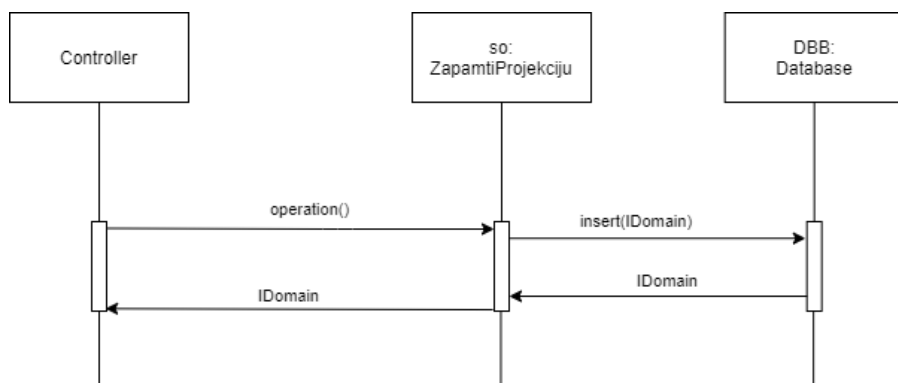 Controller
so:
ZapamtiProjekciju
DBB:
Database
operation()
insert(IDomain)
IDomain
IDomain